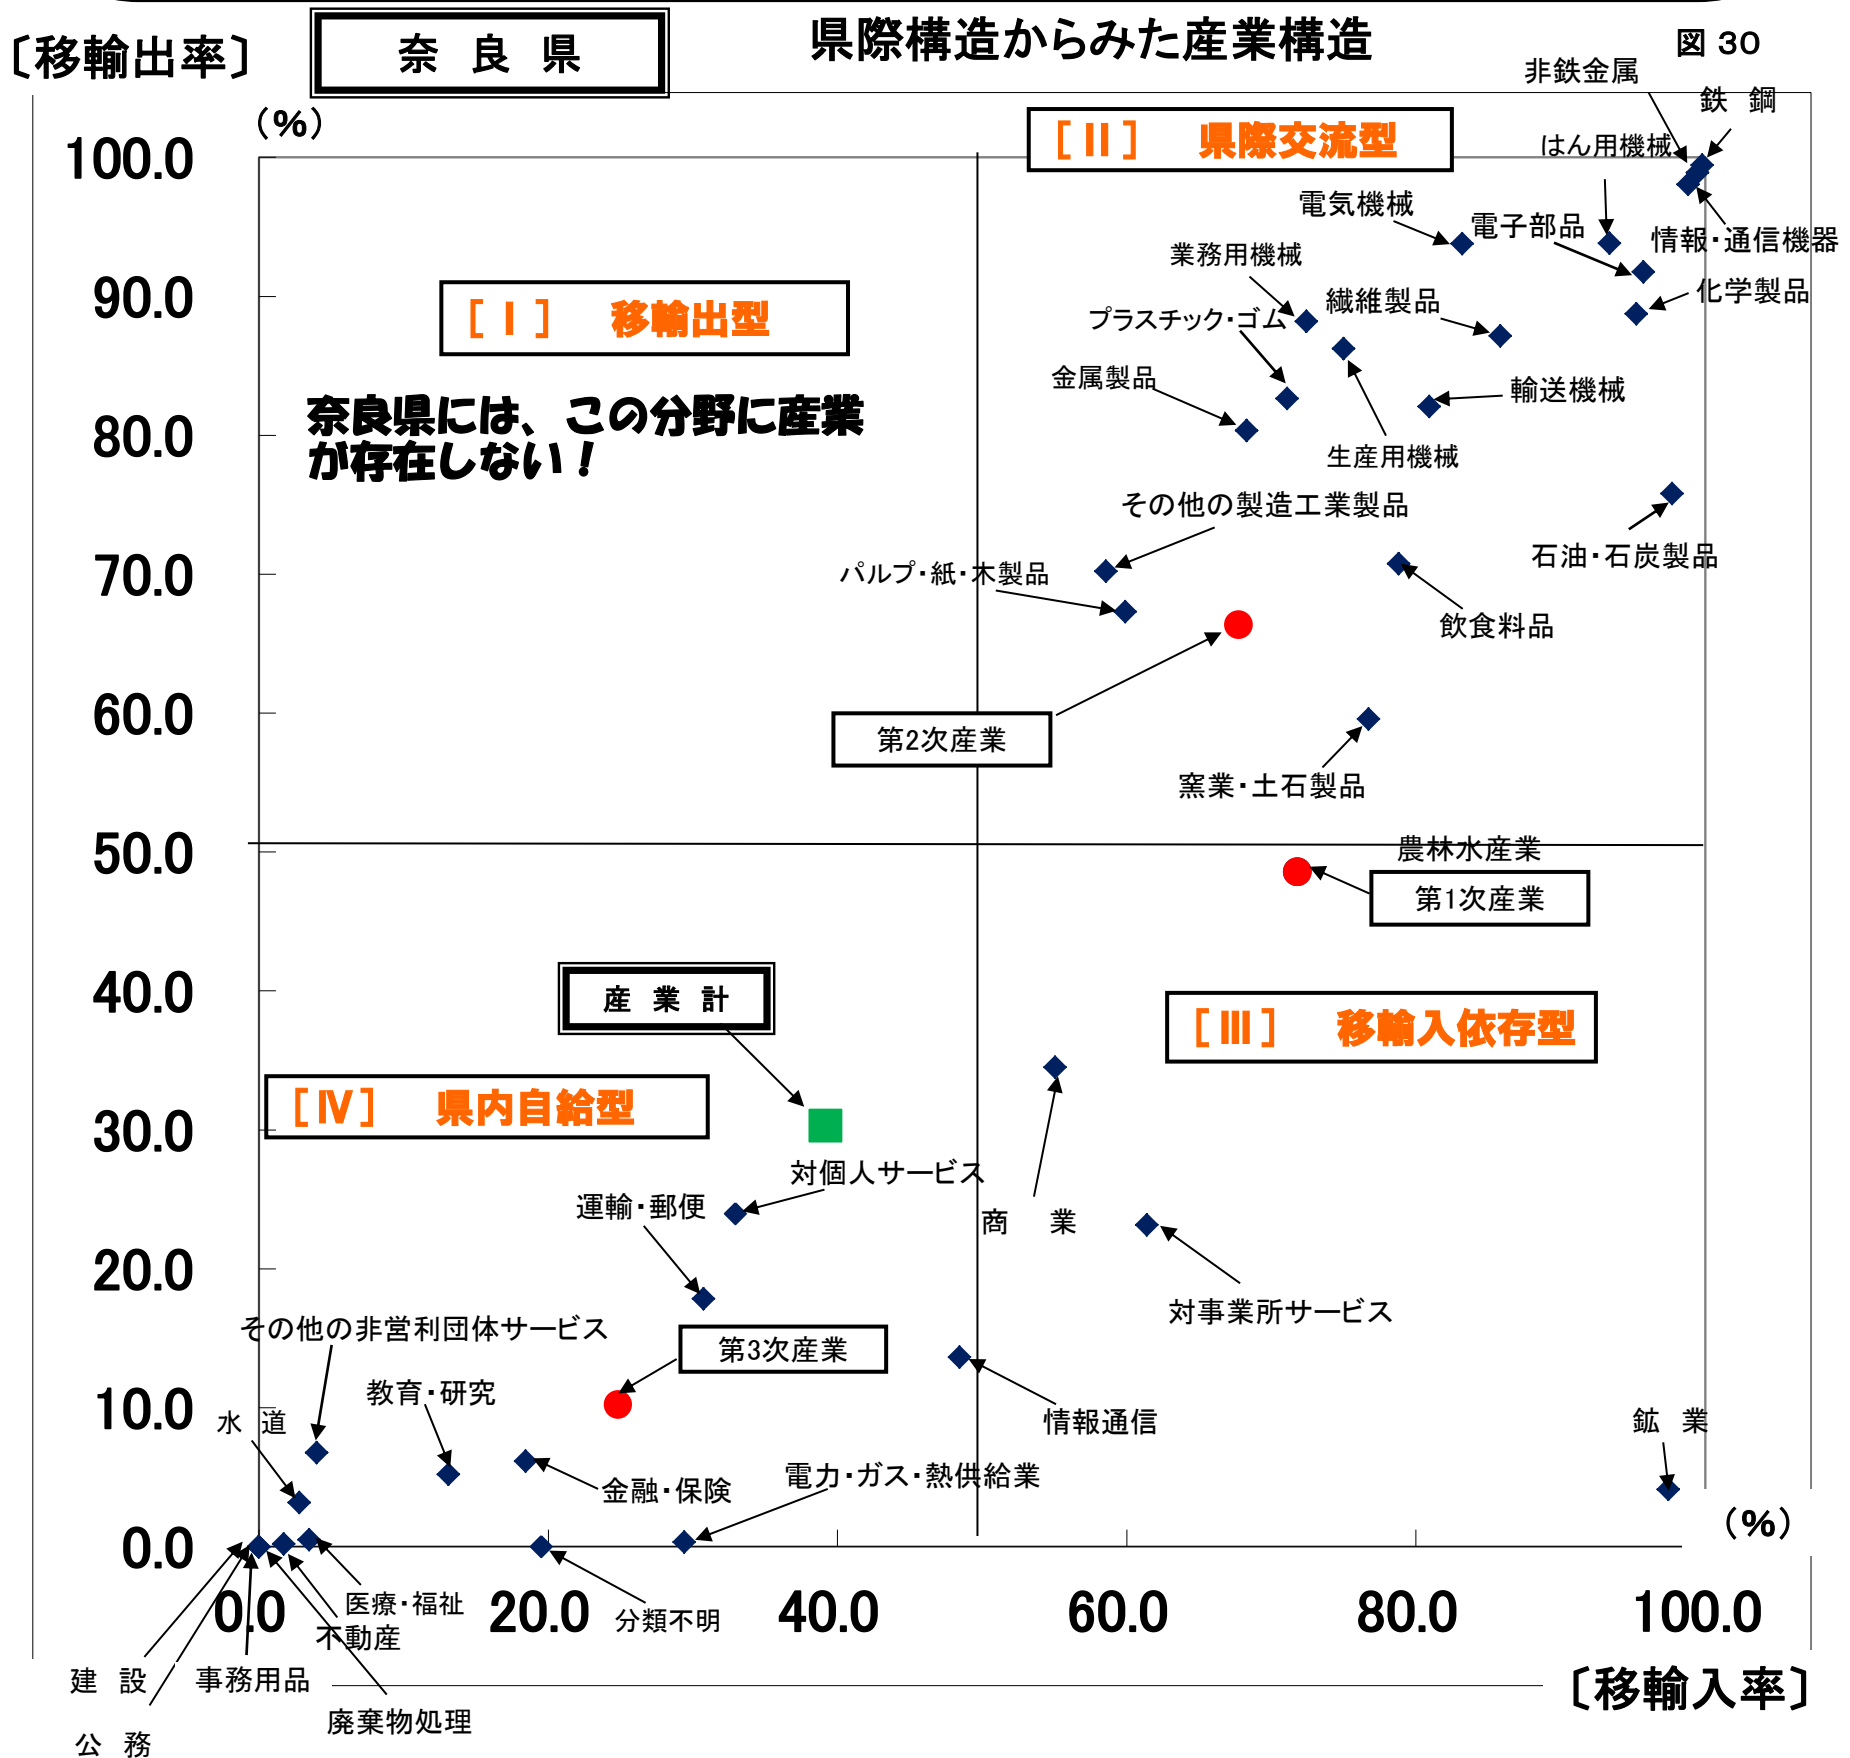 〔移輸出率〕
奈 良 県
県際構造からみた産業構造
図 30
(%)
非鉄金属
鉄 鋼
はん用機械
[Ⅱ] 県際交流型
100.0
電気機械
電子部品
情報・通信機器
業務用機械
化学製品
90.0
[Ⅰ] 移輸出型
繊維製品
プラスチック・ゴム
金属製品
輸送機械
奈良県には、この分野に産業
が存在しない!
80.0
生産用機械
その他の製造工業製品
石油・石炭製品
70.0
パルプ・紙・木製品
飲食料品
60.0
第2次産業
窯業・土石製品
50.0
農林水産業
第1次産業
40.0
産 業 計
[Ⅲ] 移輸入依存型
[Ⅳ] 県内自給型
30.0
対個人サービス
運輸・郵便
商 業
20.0
対事業所サービス
その他の非営利団体サービス
第3次産業
教育・研究
10.0
水 道
情報通信
鉱 業
金融・保険
電力・ガス・熱供給業
(%)
0.0
0.0
20.0
40.0
60.0
80.0
100.0
医療・福祉
分類不明
不動産
建 設
事務用品
〔移輸入率〕
廃棄物処理
公 務